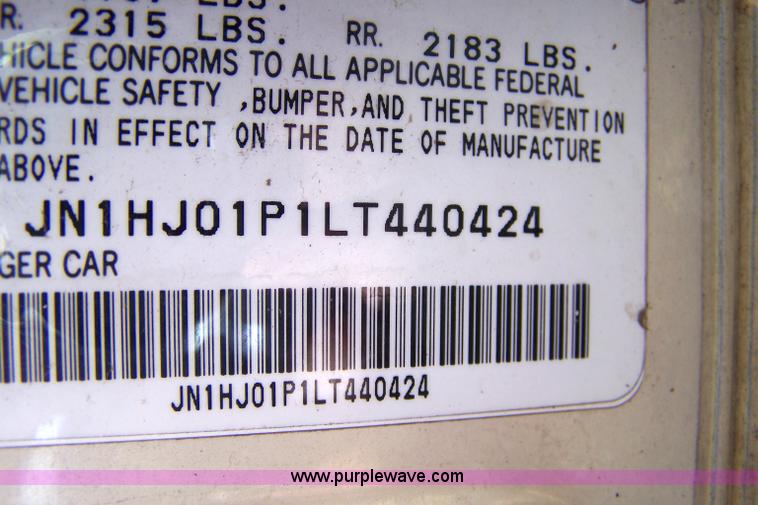 LBS.
R. 2315 LBS. RR. 2183 LBS.
HICLE CONFORMS TO ALL APPLICABLE FEDERAL
VEHICLE SAFETY ,BUMPER,AND THEFT PREVENTION
RDS IN EFFECT ON THE DATE OF MANUFACTURE
ABOVE.
JN1HJ01P1LT440424
GER CAR
JN1HJ01P1LT440424
www.purplewave.com